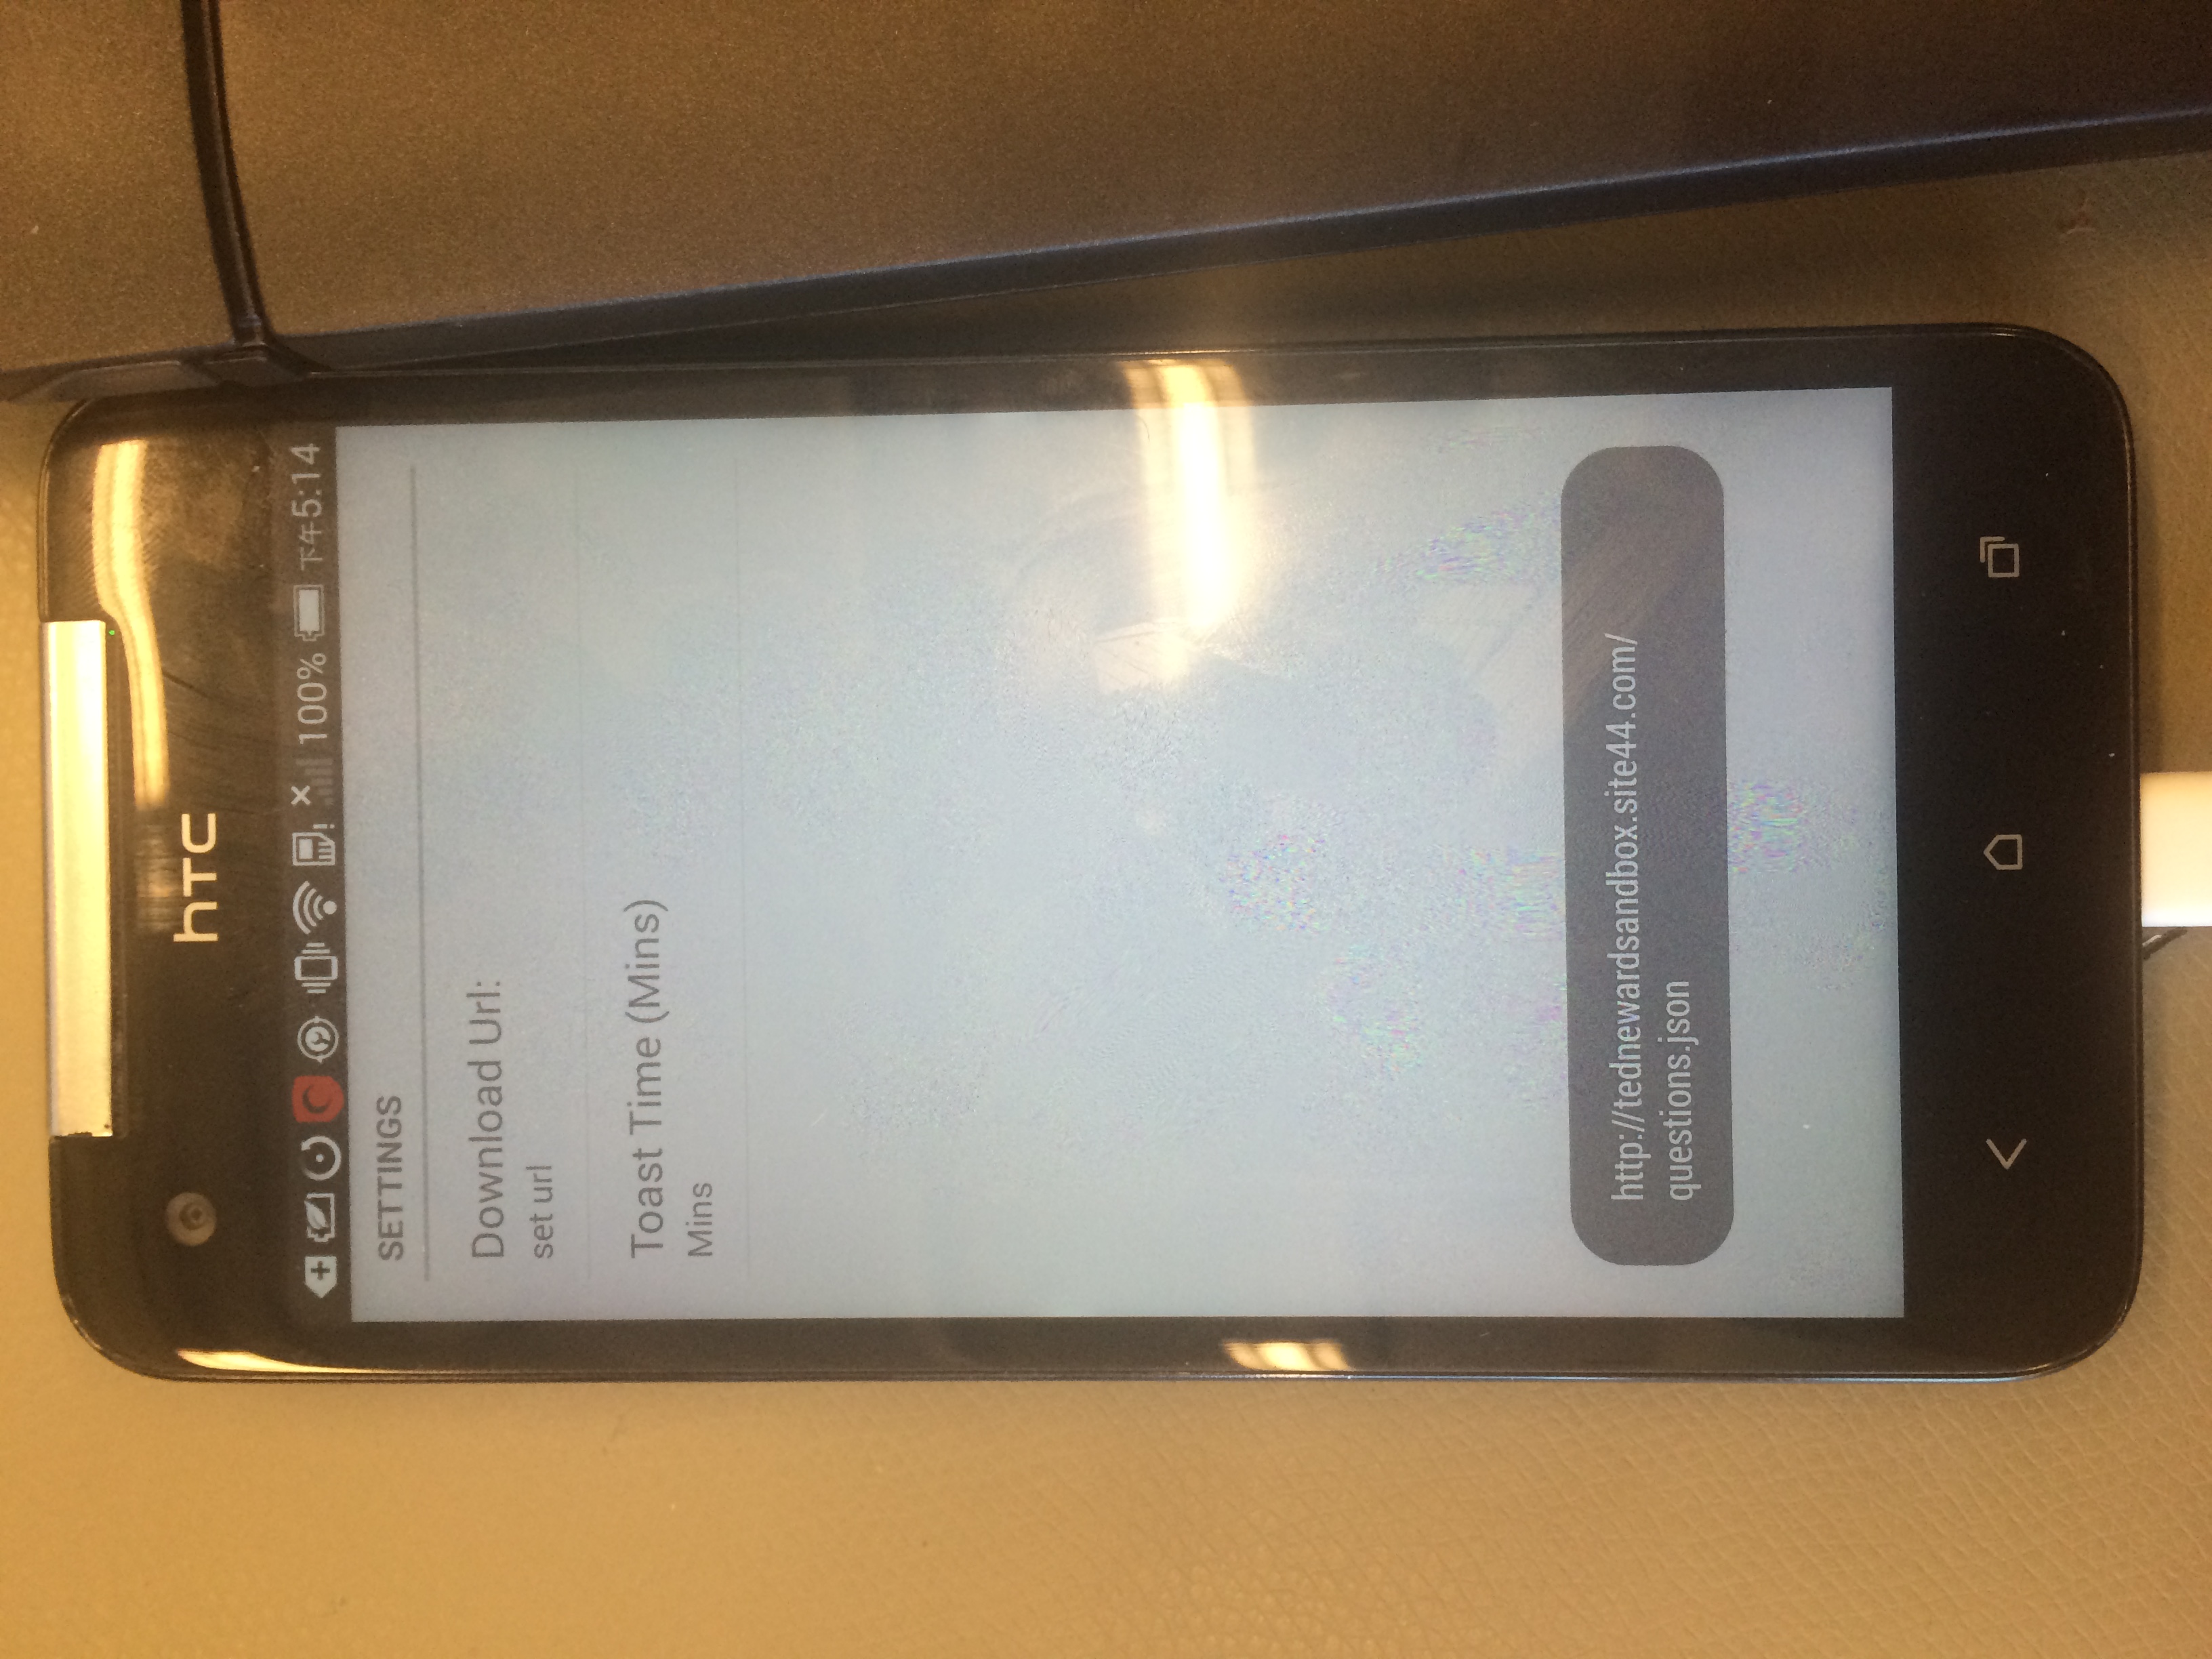 hTC
100% 下午5:14
SETTINGS
Download Url:
set url
Toast Time (Mins)
Mins
http://tednewardsandbox.site44.com/
questions.json